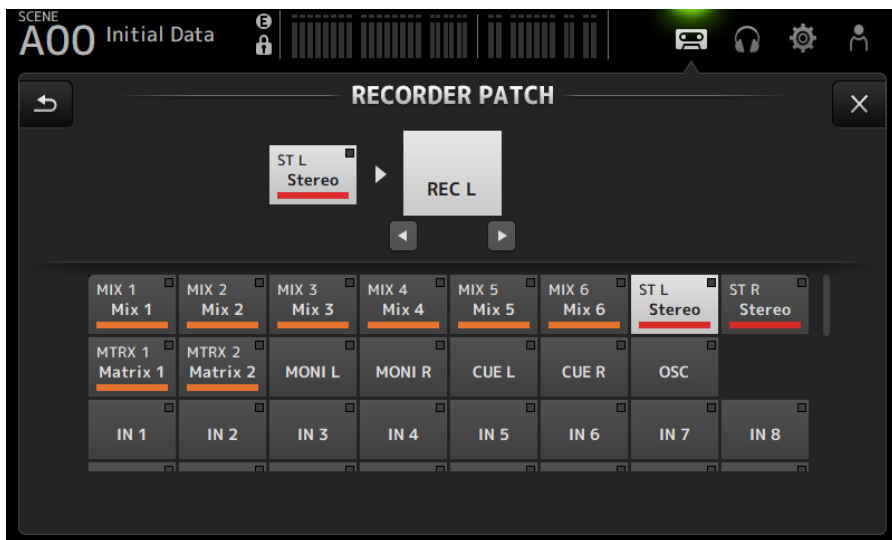 SCENE
A00 Initial Data
E
RECORDER PATCH
ST L
Stereo
REC L
MIX 1 MIX 2 MIX 3 MIX 4 MIX 5 MIX 6 ST L ST R
Mix 1 Mix 2 Mix 3 Mix 4 Mix 5 Mix 6 Stereo Stereo
MTRX 1 MTRX 2
Matrix 1 Matrix 2 MONI L MONI R CUE L CUE R OSC
IN 1 IN 2 IN 3 IN 4 IN 5 IN 6 IN 7 IN 8